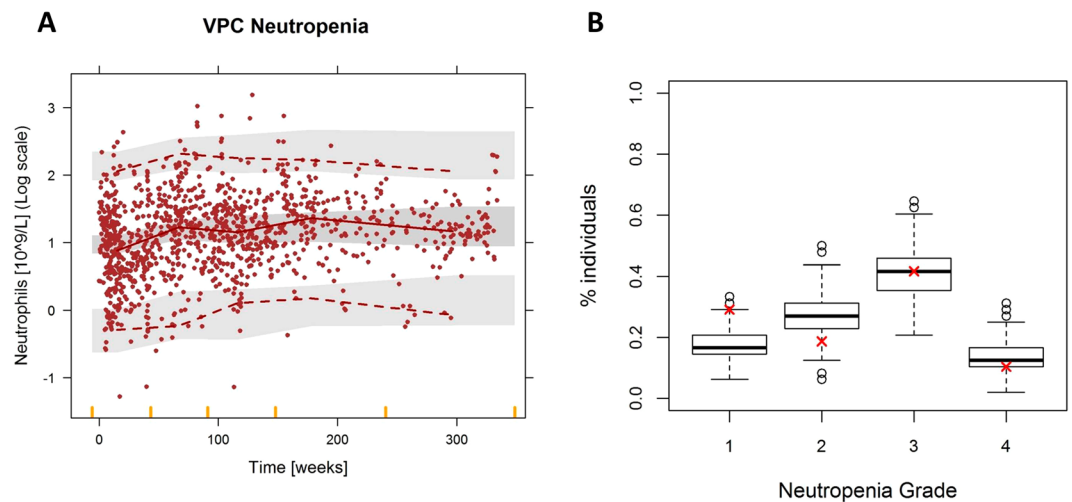 A
VPC Neutropenia
Neutrophils [10^9/L] (Log scale)
3
2
1
0
-1
0
100
200
300
Time [weeks]
B
% individuals
1.0
0.8
0.6
0.4
0.2
0.0
1
2
3
4
Neutropenia Grade